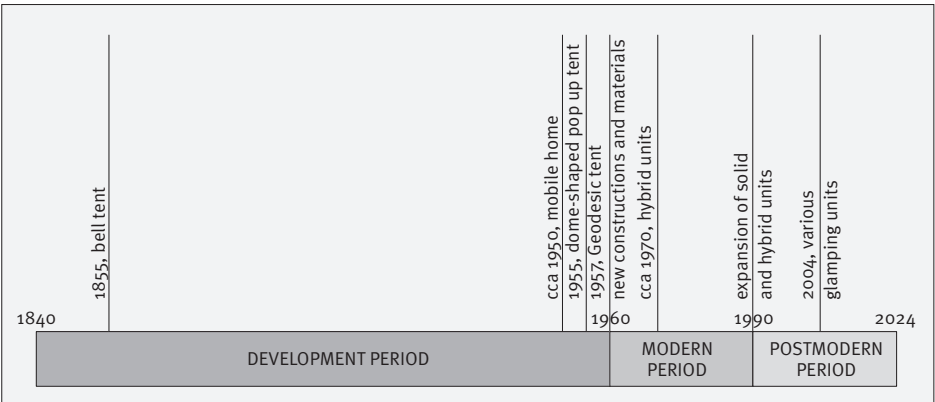 1855, bell tent
cca 1950, mobile home
1955, dome-shaped pop up tent
1957, Geodesic tent
new constructions and materials
cca 1970, hybrid units
expansion of solid
and hybrid units
2004, various
glamping units
1840
1960
1990
2024
DEVELOPMENT PERIOD
MODERN
PERIOD
POSTMODERN
PERIOD